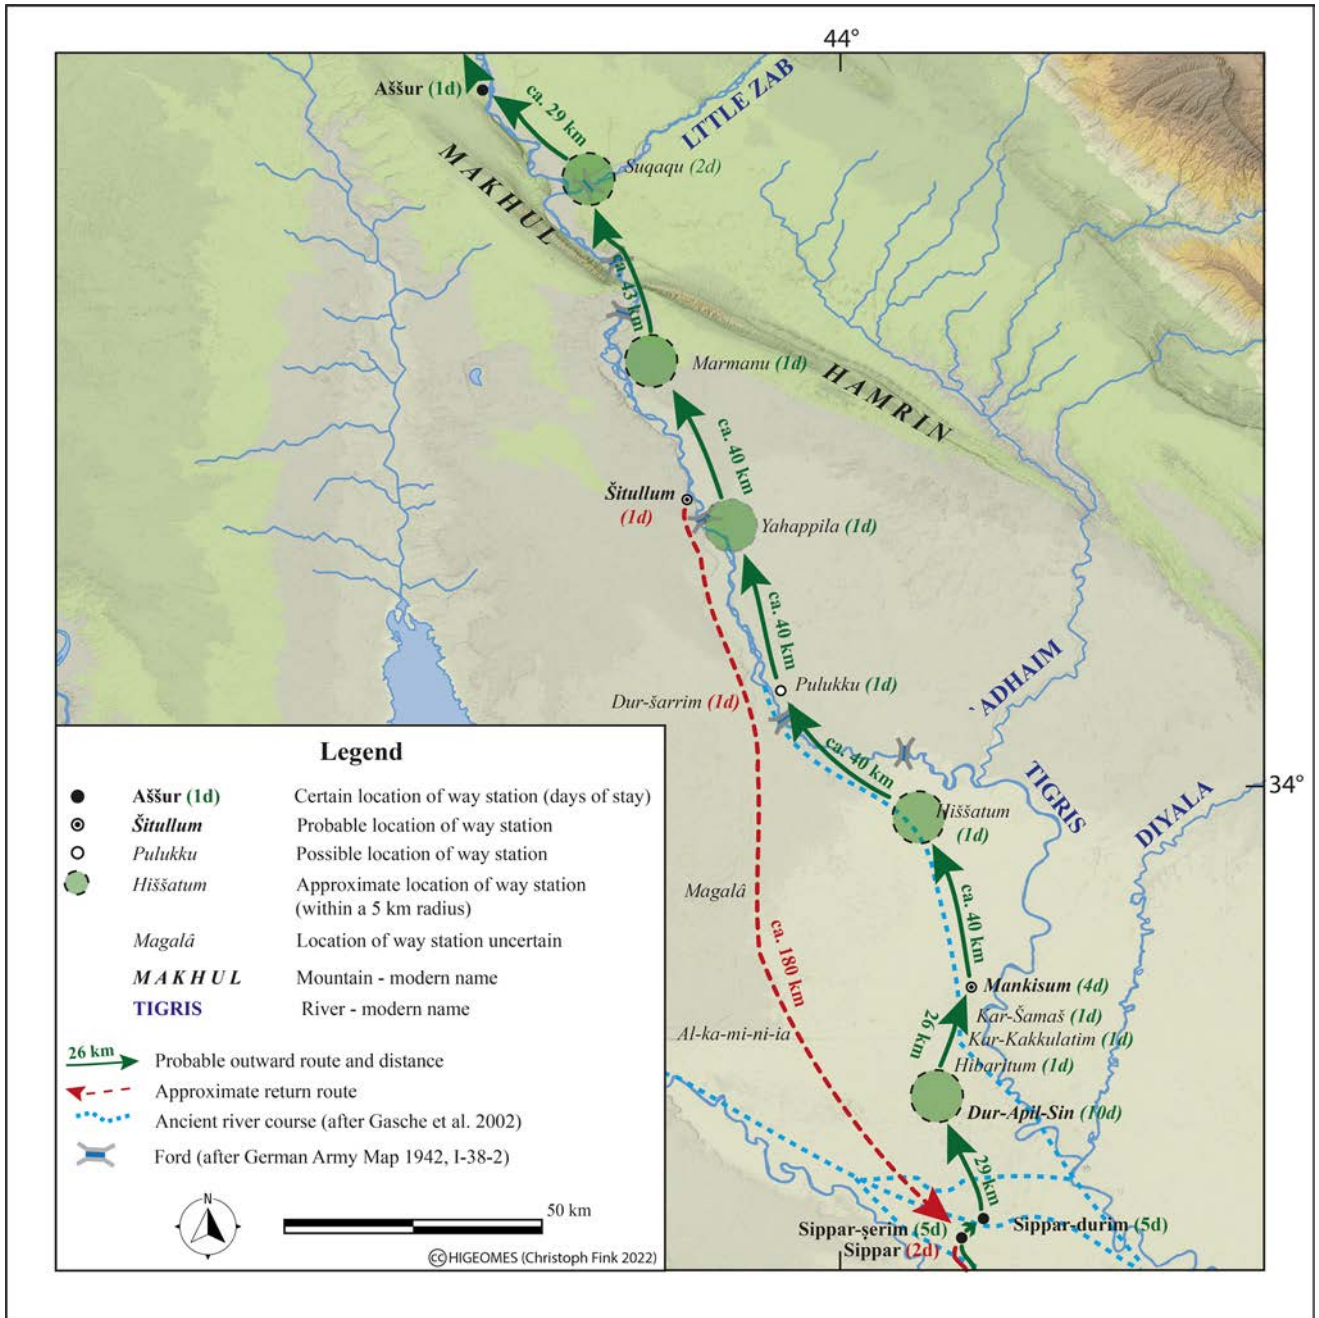 44°
Aššur (1d)
ca. 29 km
LTTLE ZAB
Suqaqu (2d)
MAKHUL
ca. 43 km
Marmanu (1d)
HAMRIN
ca. 40 km
Šitullum
(1d)
Yahappila (1d)
ca. 40 km
Dur-šarrim (1d)
Pulukku (1d)
`ADHAIM
ca. 40 km
TIGRIS
DIYALA
34°
Hiššatum
(1d)
Magalâ
ca. 180 km
ca. 40 km
Mankisum (4d)
Kar-Šamaš (1d)
26 km
Al-ka-mi-ni-ia
Kar-Kakkulatim (1d)
Hibaritum (1d)
Dur-Apil-Sin (10d)
29 km
Sippar-ṣerim (5d)
Sippar-durim (5d)
Sippar (2d)
Legend
Aššur (1d) Certain location of way station (days of stay)
Šitullum Probable location of way station
Pulukku Possible location of way station
Hiššatum Approximate location of way station
(within a 5 km radius)
Magalâ Location of way station uncertain
MAKHUL Mountain - modern name
TIGRIS River - modern name
26 km Probable outward route and distance
Approximate return route
Ancient river course (after Gasche et al. 2002)
Ford (after German Army Map 1942, I-38-2)
N
50 km
cc HIGEOMES (Christoph Fink 2022)